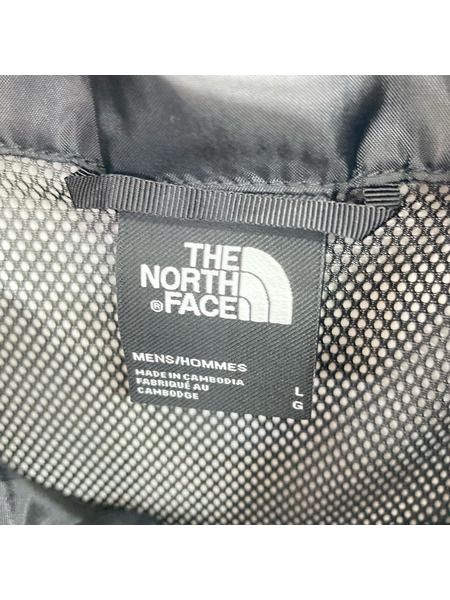 THE
NORTH
® FACE
MENS/HOMMES
MADE IN CAMBODIA
FABRIQUÉ AU
CAMBODGE
L
G